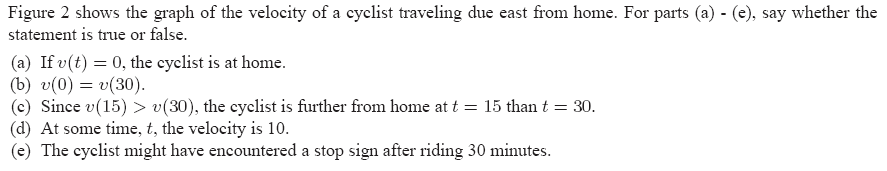 Figure 2 shows the graph of the velocity of a cyclist traveling due east from home. For parts (a) - (e), say whether the
statement is true or false.
(a) If v(t) = 0, the cyclist is at home.
(b) v(0) = v(30).
(c) Since v(15) > v(30), the cyclist is further from home at t = 15 than t = 30.
(d) At some time, t, the velocity is 10.
(e) The cyclist might have encountered a stop sign after riding 30 minutes.